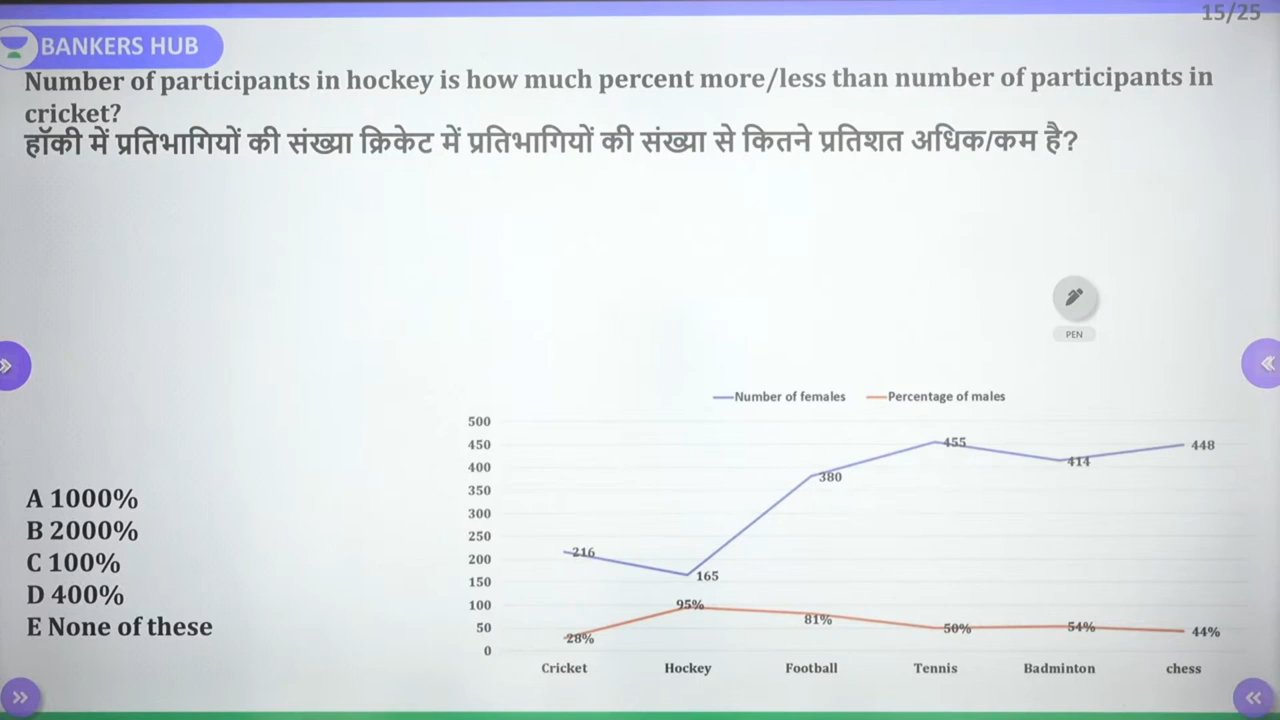 15/25
BANKERS HUB
Number of participants in hockey is how much percent more/less than number of participants in
cricket?
हॉकी में प्रतिभागियों की संख्या क्रिकेट में प्रतिभागियों की संख्या से कितने प्रतिशत अधिक/कम है?
PEN
A 1000%
B 2000%
C 100%
D 400%
E None of these
Number of females Percentage of males
500
450
400
350
300
250
200
150
100
50
0
216
165
380
455
414
448
28%
95%
81%
50%
54%
44%
Cricket Hockey Football Tennis Badminton chess